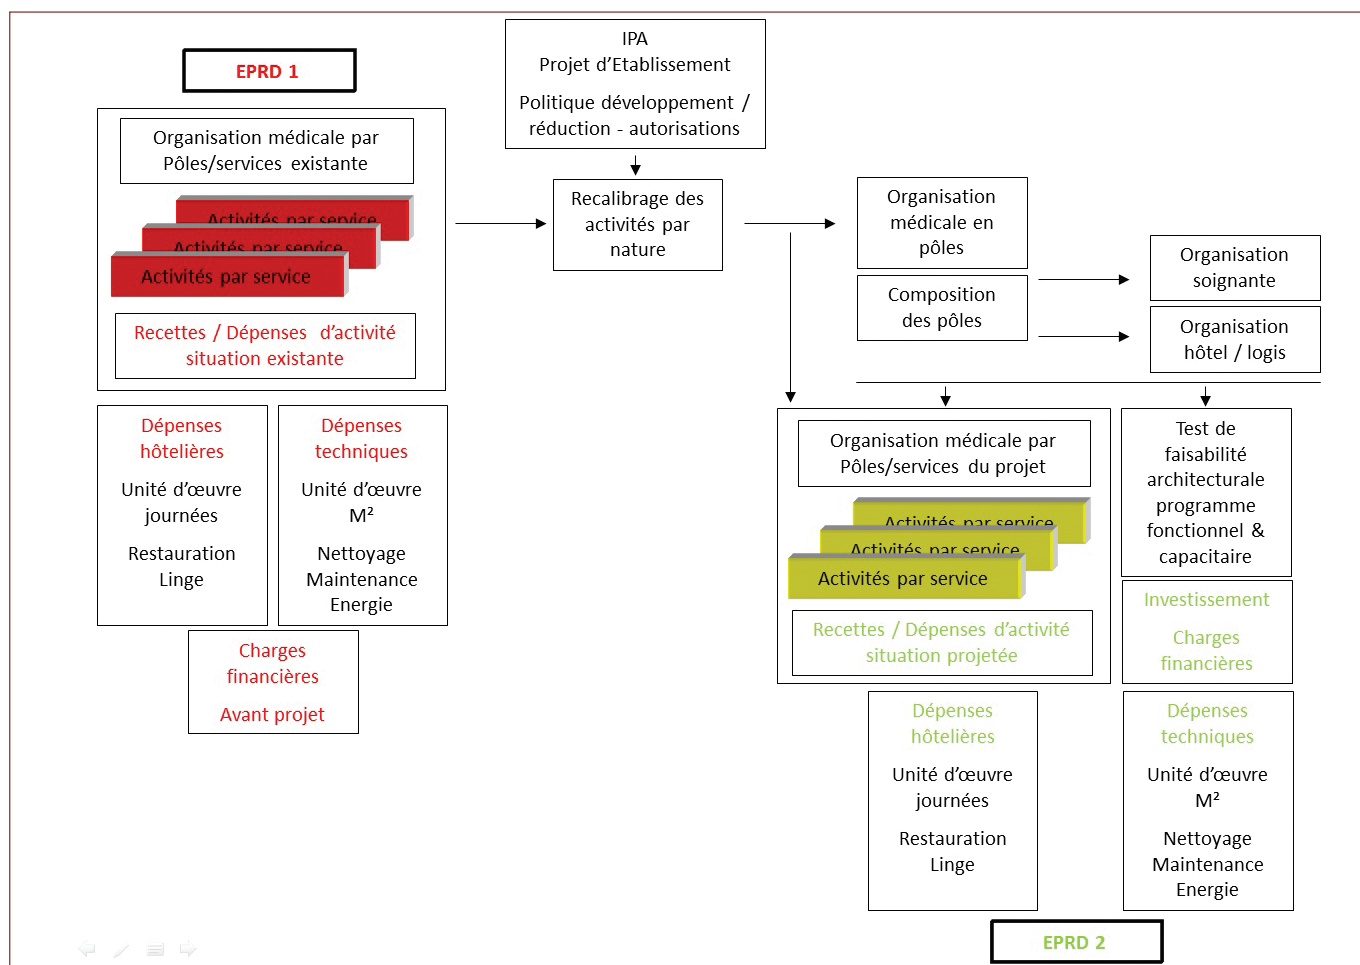 EPRD 1
Organisation médicale par
Pôles/services existante
Activités par service
Activités par service
Activités par service
Recettes / Dépenses d'activité
situation existante
Dépenses
hôtelières
Unité d'œuvre
journées
Restauration
Linge
Dépenses
techniques
Unité d'œuvre
M²
Nettoyage
Maintenance
Energie
Charges
financières
Avant projet
IPA
Projet d'Etablissement
Politique développement /
réduction - autorisations
Recalibrage des
activités par
nature
Organisation
médicale en
pôles
Composition
des pôles
Organisation
soignante
Organisation
hôtel / logis
Organisation médicale par
Pôles/services du projet
Activités par service
Activités par service
Activités par service
Recettes / Dépenses d'activité
situation projetée
Test de
faisabilité
architecturale
programme
fonctionnel &
capacitaire
Investissement
Charges
financières
Dépenses
hôtelières
Unité d'œuvre
journées
Restauration
Linge
Dépenses
techniques
Unité d'œuvre
M²
Nettoyage
Maintenance
Energie
EPRD 2